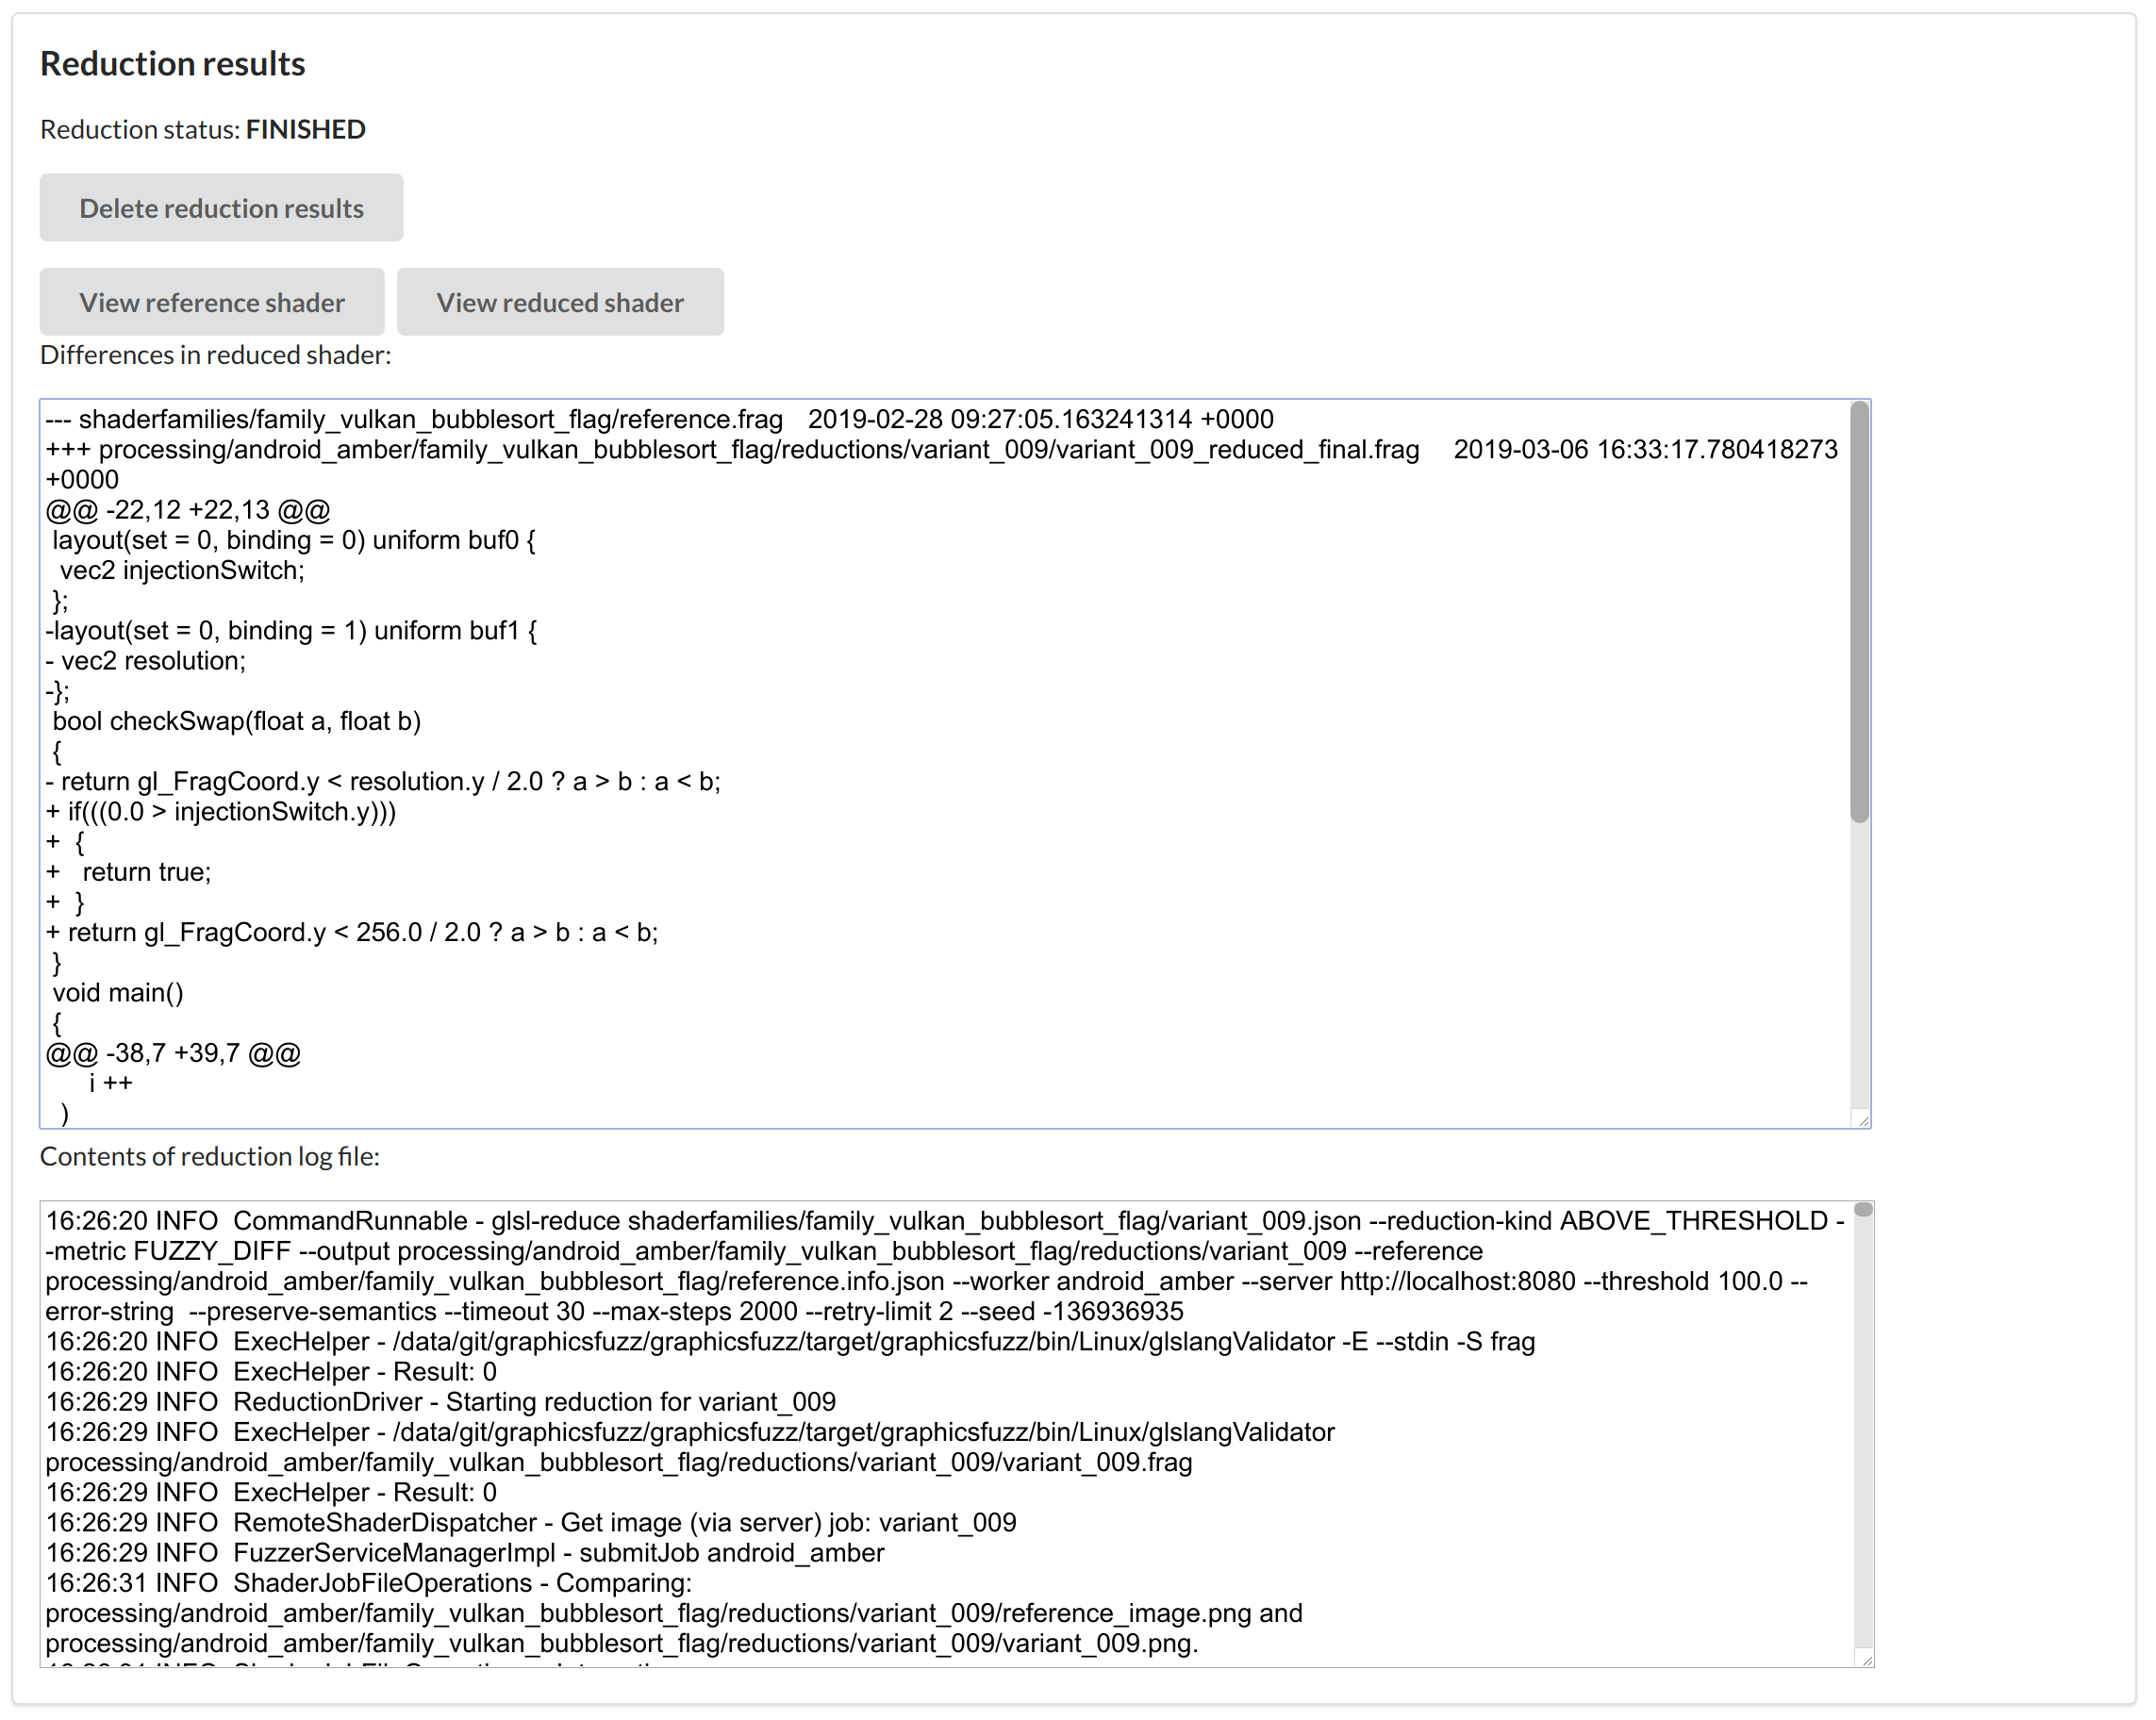 Reduction results
Reduction status: FINISHED
Delete reduction results
View reference shader View reduced shader
Differences in reduced shader:
--- shaderfamilies/family_vulkan_bubblesort_flag/reference.frag 2019-02-28 09:27:05.163241314 +0000
+++ processing/android_amber/family_vulkan_bubblesort_flag/reductions/variant_009/variant_009_reduced_final.frag 2019-03-06 16:33:17.780418273
+0000
@@ -22,12 +22,13 @@
layout(set = 0, binding = 0) uniform buf0 {
vec2 injectionSwitch;
};
-layout(set = 0, binding = 1) uniform buf1 {
- vec2 resolution;
-};
bool checkSwap(float a, float b)
{
- return gl_FragCoord.y < resolution.y / 2.0 ? a > b : a < b;
+ if(((0.0 > injectionSwitch.y)))
+ {
+ return true;
+ }
+ return gl_FragCoord.y < 256.0 / 2.0 ? a > b : a < b;
}
void main()
{
@@ -38,7 +39,7 @@
i ++
)
Contents of reduction log file:
16:26:20 INFO CommandRunnable - glsl-reduce shaderfamilies/family_vulkan_bubblesort_flag/variant_009.json --reduction-kind ABOVE_THRESHOLD -
-metric FUZZY_DIFF --output processing/android_amber/family_vulkan_bubblesort_flag/reductions/variant_009 --reference
processing/android_amber/family_vulkan_bubblesort_flag/reference.info.json --worker android_amber --server http://localhost:8080 --threshold 100.0 --
error-string --preserve-semantics --timeout 30 --max-steps 2000 --retry-limit 2 --seed -136936935
16:26:20 INFO ExecHelper - /data/git/graphicsfuzz/graphicsfuzz/target/graphicsfuzz/bin/Linux/glslangValidator -E --stdin -S frag
16:26:20 INFO ExecHelper - Result: 0
16:26:29 INFO ReductionDriver - Starting reduction for variant_009
16:26:29 INFO ExecHelper - /data/git/graphicsfuzz/graphicsfuzz/target/graphicsfuzz/bin/Linux/glslangValidator
processing/android_amber/family_vulkan_bubblesort_flag/reductions/variant_009/variant_009.frag
16:26:29 INFO ExecHelper - Result: 0
16:26:29 INFO RemoteShaderDispatcher - Get image (via server) job: variant_009
16:26:29 INFO FuzzerServiceManagerImpl - submitJob android_amber
16:26:31 INFO ShaderJobFileOperations - Comparing:
processing/android_amber/family_vulkan_bubblesort_flag/reductions/variant_009/reference_image.png and
processing/android_amber/family_vulkan_bubblesort_flag/reductions/variant_009/variant_009.png.